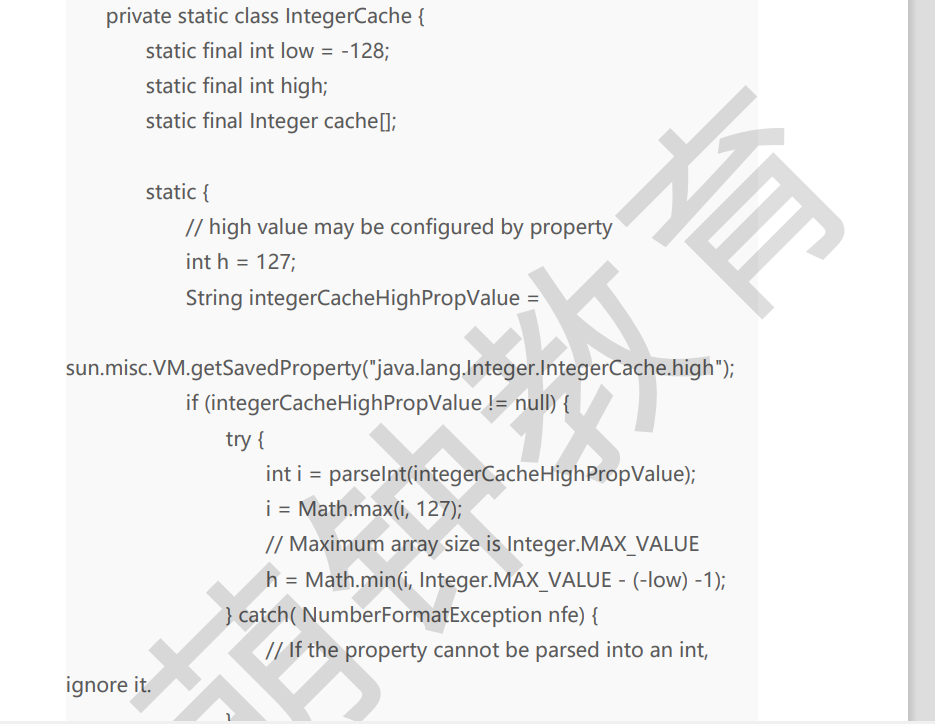 private static class IntegerCache {
static final int low = -128;
static final int high;
static final Integer cache[];
static {
// high value may be configured by property
int h = 127;
String integerCacheHighPropValue =
sun.misc.VM.getSavedProperty("java.lang.Integer.IntegerCache.high");
if (integerCacheHighPropValue != null) {
try {
int i = parseInt(integerCacheHighPropValue);
i = Math.max(i, 127);
// Maximum array size is Integer.MAX_VALUE
h = Math.min(i, Integer.MAX_VALUE - (-low) -1);
} catch( NumberFormatException nfe) {
// If the property cannot be parsed into an int,
ignore it.
}
萌钟教育